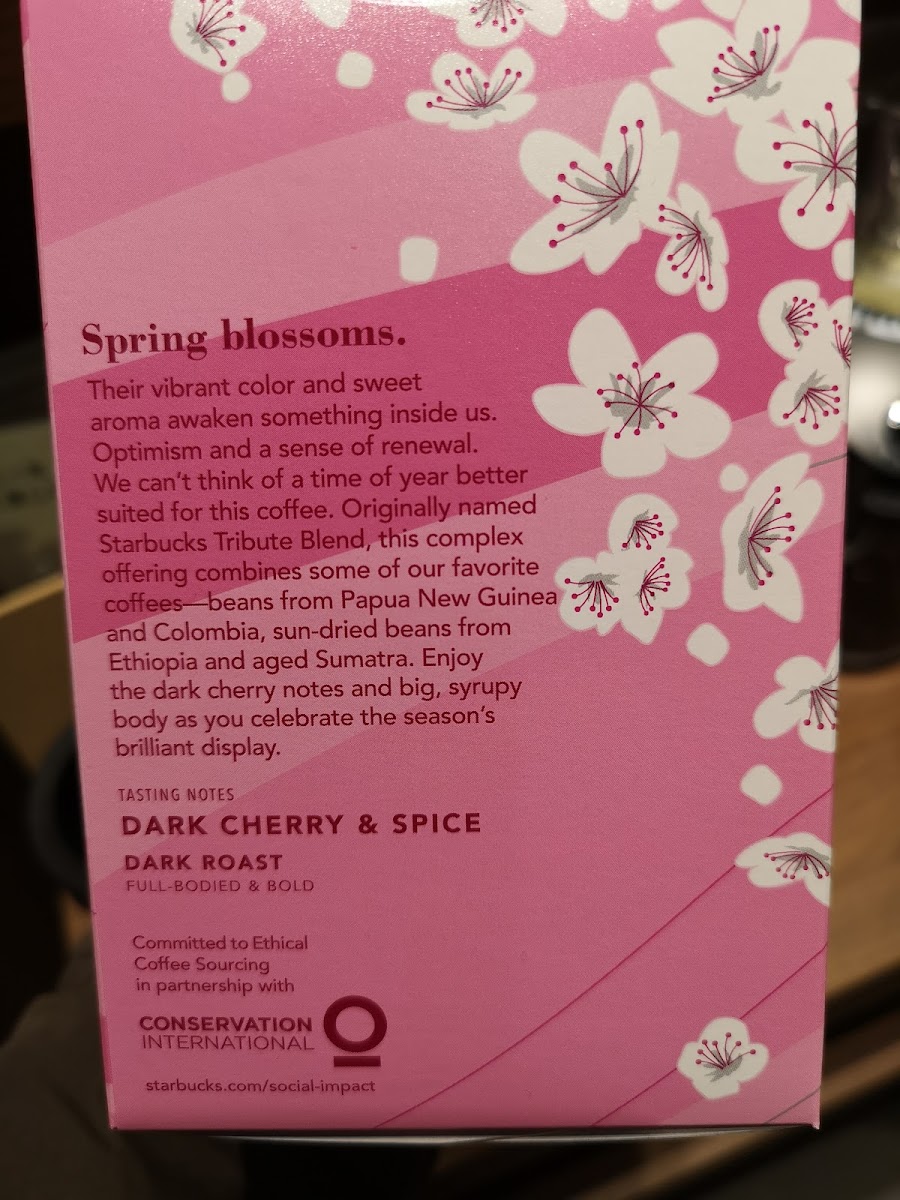 Spring blossoms.
Their vibrant color and sweet
aroma awaken something inside us.
Optimism and a sense of renewal.
We can't think of a time of year better
suited for this coffee. Originally named
Starbucks Tribute Blend, this complex
offering combines some of our favorite
coffees—beans from Papua New Guinea
and Colombia, sun-dried beans from
Ethiopia and aged Sumatra. Enjoy
the dark cherry notes and big, syrupy
body as you celebrate the season's
brilliant display.
TASTING NOTES
DARK CHERRY & SPICE
DARK ROAST
FULL-BODIED & BOLD
Committed to Ethical
Coffee Sourcing
in partnership with
CONSERVATION
INTERNATIONAL
starbucks.com/social-impact